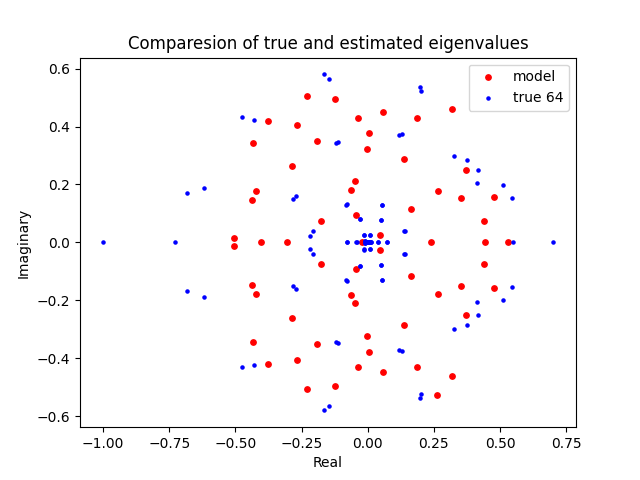 Comparesion of true and estimated eigenvalues
model
true 64
0.6
0.4
0.2
0.0
−0.2
−0.4
−0.6
Imaginary
−1.00 −0.75 −0.50 −0.25 0.00 0.25 0.50 0.75
Real